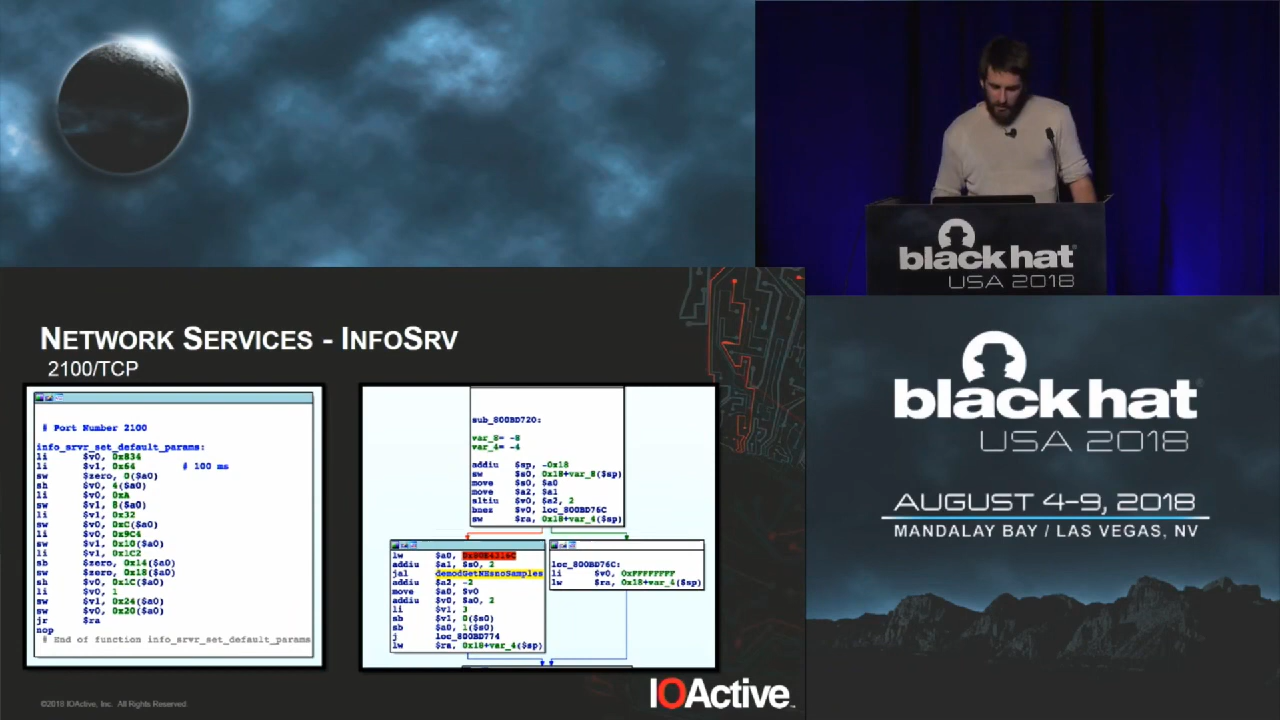 black hat
USA 2018
NETWORK SERVICES - INFOSRV
2100/TCP
# Port Number 2100
info_srvr_set_default_params:
li $v0, 0x834
li $v1, 0x64 # 100 ms
sw $zero, 0($a0)
sh $v0, 4($a0)
li $v0, 0xA
sw $v1, 8($a0)
li $v1, 0x32
sw $v0, 0xC($a0)
li $v0, 0x9C4
sw $v1, 0x10($a0)
li $v1, 0x1C2
sb $zero, 0x14($a0)
sw $zero, 0x18($a0)
sh $v0, 0x1C($a0)
li $v0, 1
sw $v1, 0x24($a0)
sw $v0, 0x20($a0)
jr $ra
nop
# End of function info_srvr_set_default_params
sub_800BD720:
var_8= -8
var_4= -4
addiu $sp, -0x18
sw $s0, 0x18+var_8($sp)
move $s0, $a0
move $a2, $a1
sltiu $v0, $a2, 2
bnez $v0, loc_800BD76C
sw $ra, 0x18+var_4($sp)
lw $a0,
addiu $a1, $s0, 2
jal demodGetNHsnoSamples
addiu $a2, -2
move $a0, $v0
addiu $v0, $a0, 2
li $v1, 3
sb $v1, 0($s0)
sb $a0, 1($s0)
j loc_800BD774
lw $ra, 0x18+var_4($sp)
loc_800BD76C:
li $v0, 0xFFFFFFFF
lw $ra, 0x18+var_4($sp)
©2018 IOActive, Inc. All Rights Reserved
IOActive™
black hat®
USA 2018
AUGUST 4-9, 2018
MANDALAY BAY / LAS VEGAS, NV